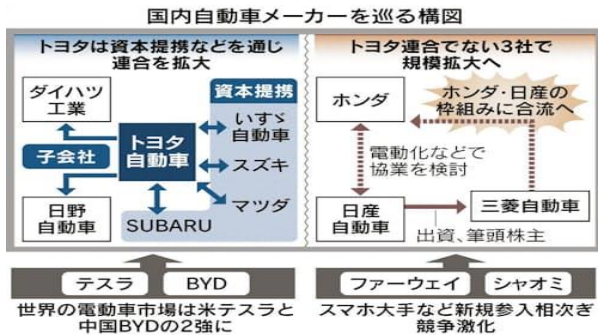 国内自動車メーカーを巡る構図
トヨタは資本提携などを通じ
連合を拡大
ダイハツ
工業
子会社
トヨタ
自動車
日野
自動車
資本提携
いすゞ
自動車
スズキ
マツダ
SUBARU
トヨタ連合でない3社で
規模拡大へ
ホンダ
ホンダ・日産の
枠組みに合流へ
電動化などで
協業を検討
日産
自動車
三菱自動車
出資、筆頭株主
テスラ
BYD
世界の電動車市場は米テスラと
中国BYDの2強に
ファーウェイ
シャオミ
スマホ大手など新規参入相次ぎ
競争激化